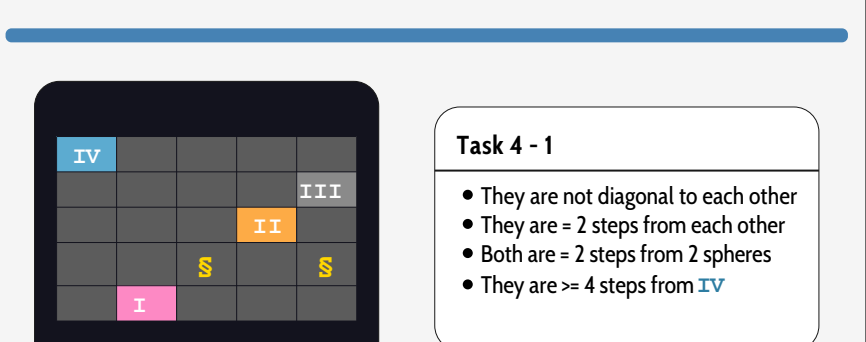 IV
III
II
§ §
I
Task 4 - 1
• They are not diagonal to each other
• They are = 2 steps from each other
• Both are = 2 steps from 2 spheres
• They are >= 4 steps from IV